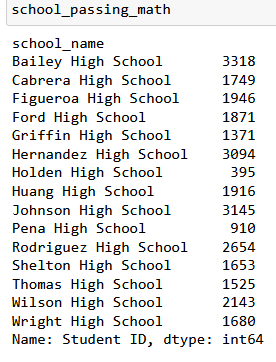 school_passing_math
school_name
Bailey High School 3318
Cabrera High School 1749
Figueroa High School 1946
Ford High School 1871
Griffin High School 1371
Hernandez High School 3094
Holden High School 395
Huang High School 1916
Johnson High School 3145
Pena High School 910
Rodriguez High School 2654
Shelton High School 1653
Thomas High School 1525
Wilson High School 2143
Wright High School 1680
Name: Student ID, dtype: int64